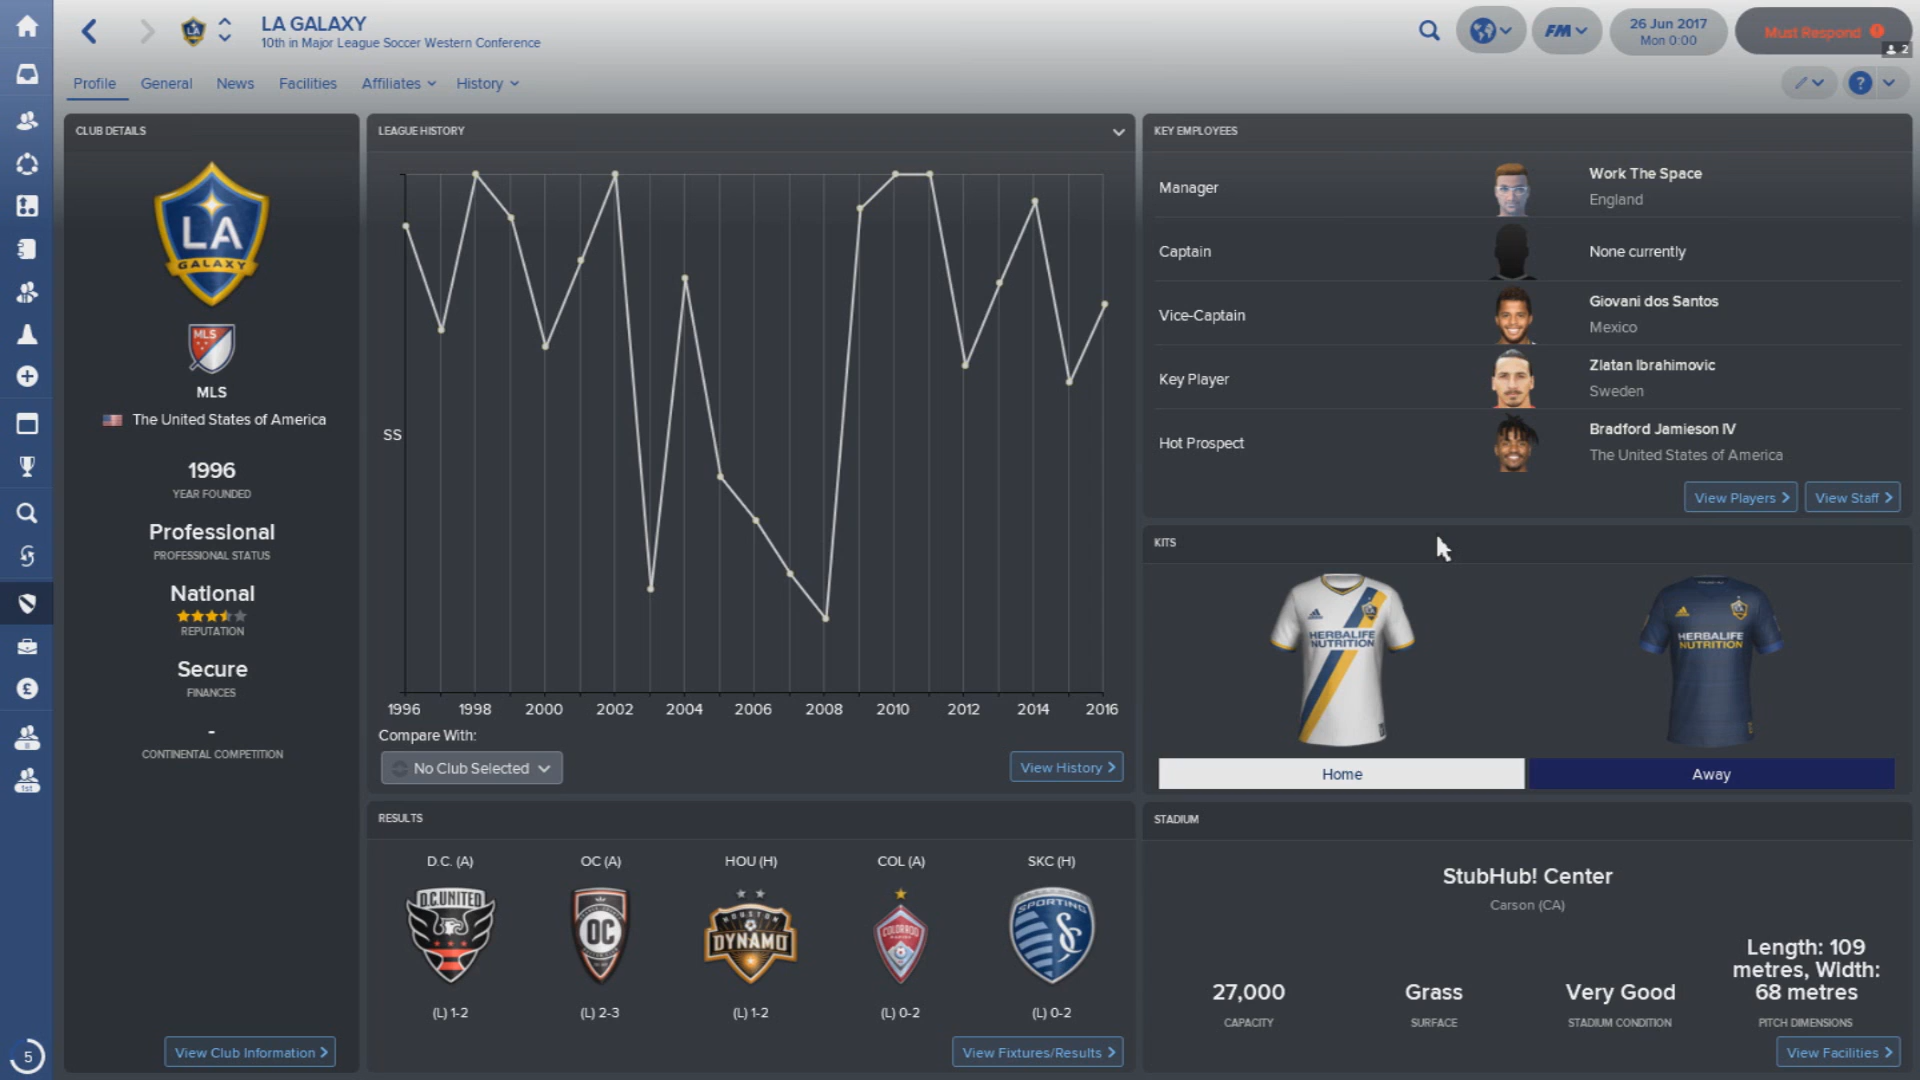 LA GALAXY
10th in Major League Soccer Western Conference
FM
26 Jun 2017
Mon 0:00
Must Respond
2
Profile
General
News
Facilities
Affiliates
History
?
CLUB DETAILS
LA
GALAXY
MLS
MLS
The United States of America
1996
YEAR FOUNDED
Professional
PROFESSIONAL STATUS
National
REPUTATION
Secure
FINANCES
-
CONTINENTAL COMPETITION
View Club Information
LEAGUE HISTORY
SS
1996 1998 2000 2002 2004 2006 2008 2010 2012 2014 2016
Compare With:
No Club Selected
View History
RESULTS
D.C. (A) OC (A) HOU (H) COL (A) SKC (H)
D.C.UNITED
OC
HOUSTON
DYNAMO
COLORADO
SPORTING
(L) 1-2 (L) 2-3 (L) 1-2 (L) 0-2 (L) 0-2
View Fixtures/Results
KEY EMPLOYEES
Manager
Work The Space
England
Captain
None currently
Vice-Captain
Giovani dos Santos
Mexico
Key Player
Zlatan Ibrahimovic
Sweden
Hot Prospect
Bradford Jamieson IV
The United States of America
View Players
View Staff
KITS
HERBALIFE
NUTRITION
HERBALIFE
NUTRITION
Home
Away
STADIUM
StubHub! Center
Carson (CA)
27,000
CAPACITY
Grass
SURFACE
Very Good
STADIUM CONDITION
Length: 109
metres, Width:
68 metres
PITCH DIMENSIONS
View Facilities
5
1st